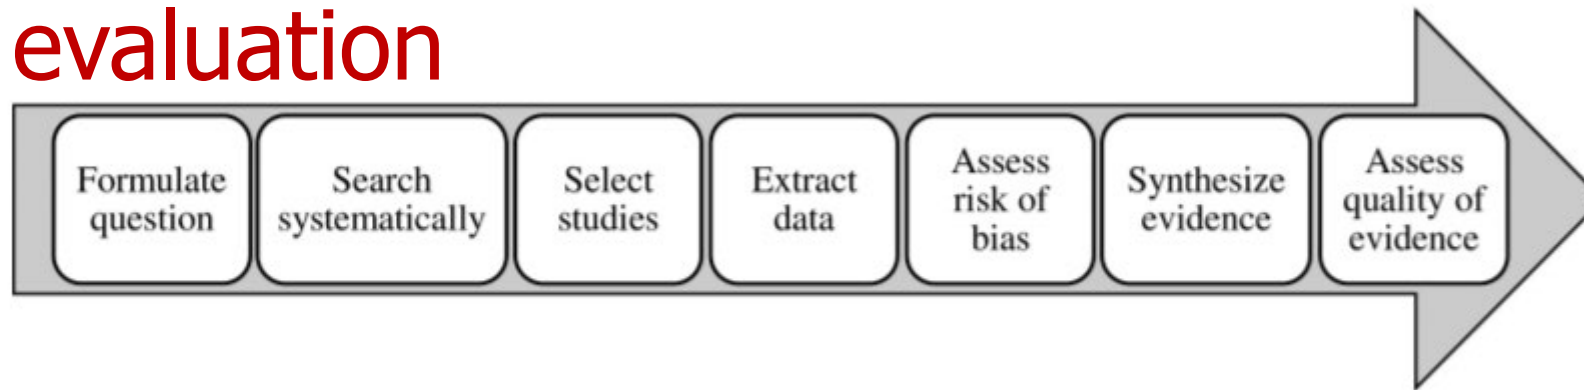 evaluation
Formulate
question
Search
systematically
Select
studies
Extract
data
Assess
risk of
bias
Synthesize
evidence
Assess
quality of
evidence